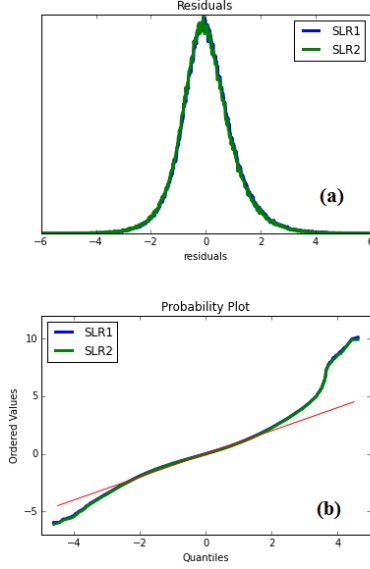 Residuals
SLR1
SLR2
(a)
−6 −4 −2 0 2 4 6
residuals
Probability Plot
SLR1
SLR2
10
5
0
−5
Ordered Values
(b)
−4 −2 0 2 4
Quantiles